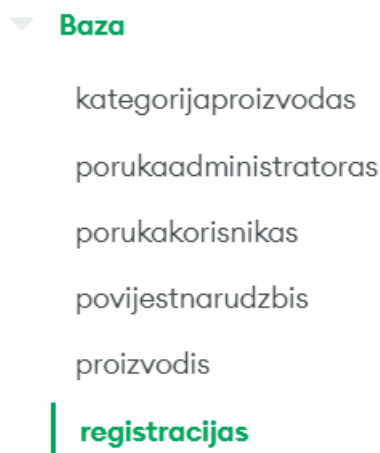 Baza
kategorijaproizvodas
porukaadministratoras
porukakorisnikas
povijestnarudzbis
proizvodis
registracijas